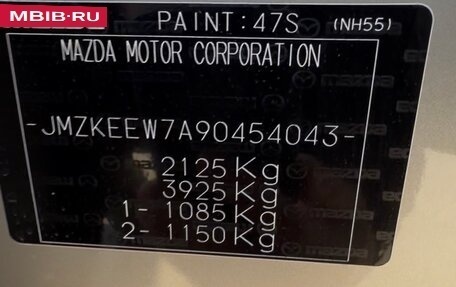 MBIB·RU
PAINT:47S (NH55)
MAZDA MOTOR CORPORATION
-JMZKEEW7A90454043-
2125Kg
3925Kg
1- 1085Kg
2- 1150Kg